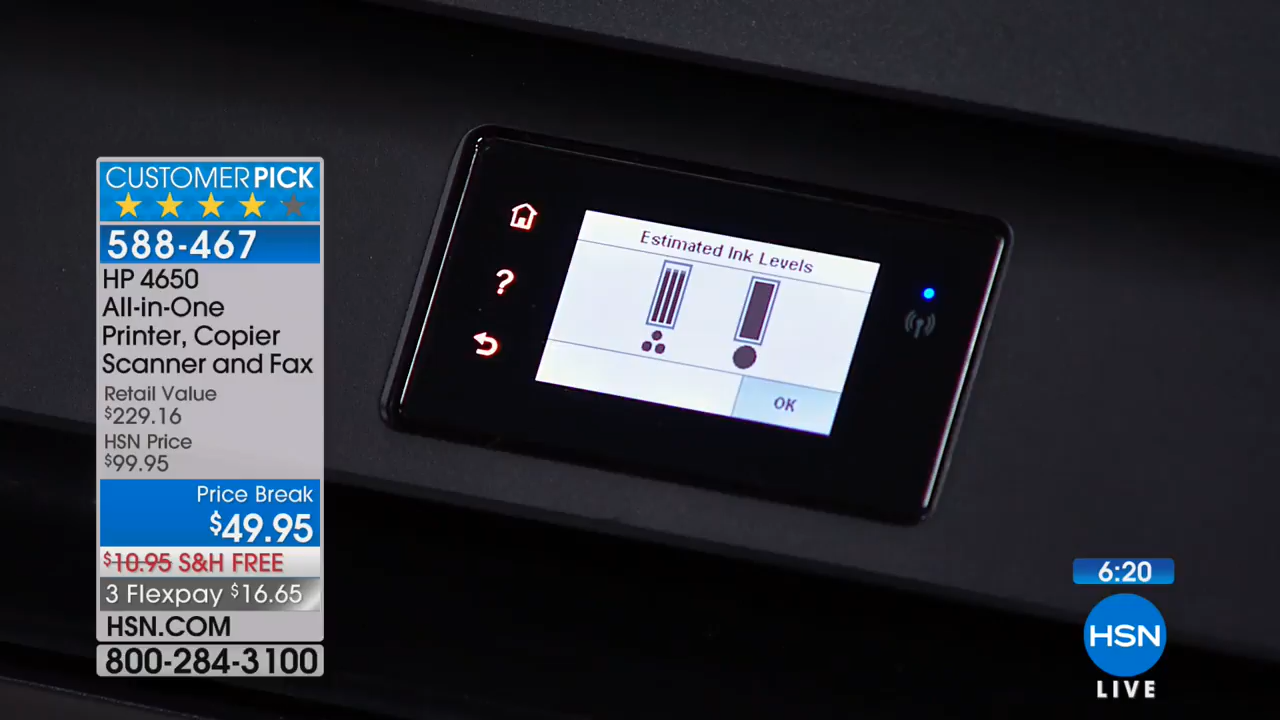 CUSTOMER PICK
588-467
HP 4650
All-in-One
Printer, Copier
Scanner and Fax
Retail Value
$229.16
HSN Price
$99.95
Price Break
$49.95
$10.95 S&H FREE
3 Flexpay $16.65
HSN.COM
800-284-3100
?
Estimated Ink Levels
OK
6:20
HSN
LIVE